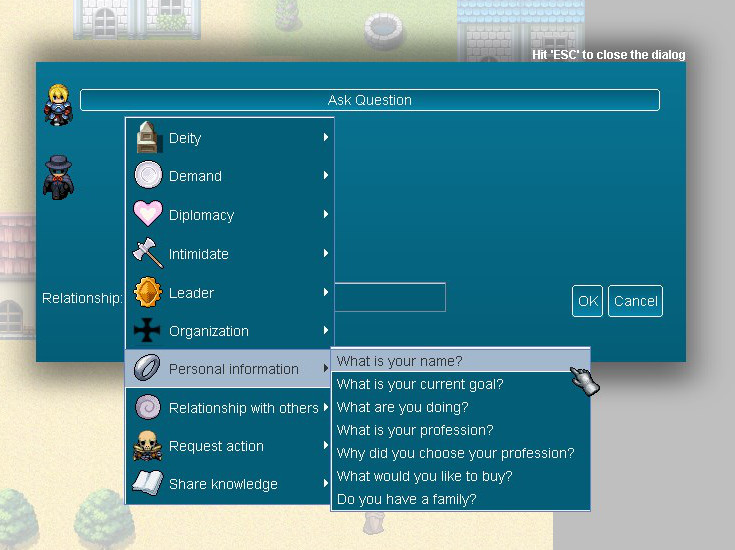 Hit 'ESC' to close the dialog
Ask Question
Deity
Demand
Diplomacy
Intimidate
Leader
Relationship:
OK
Cancel
Organization
Personal information
What is your name?
What is your current goal?
What are you doing?
What is your profession?
Why did you choose your profession?
What would you like to buy?
Do you have a family?
Relationship with others
Request action
Share knowledge